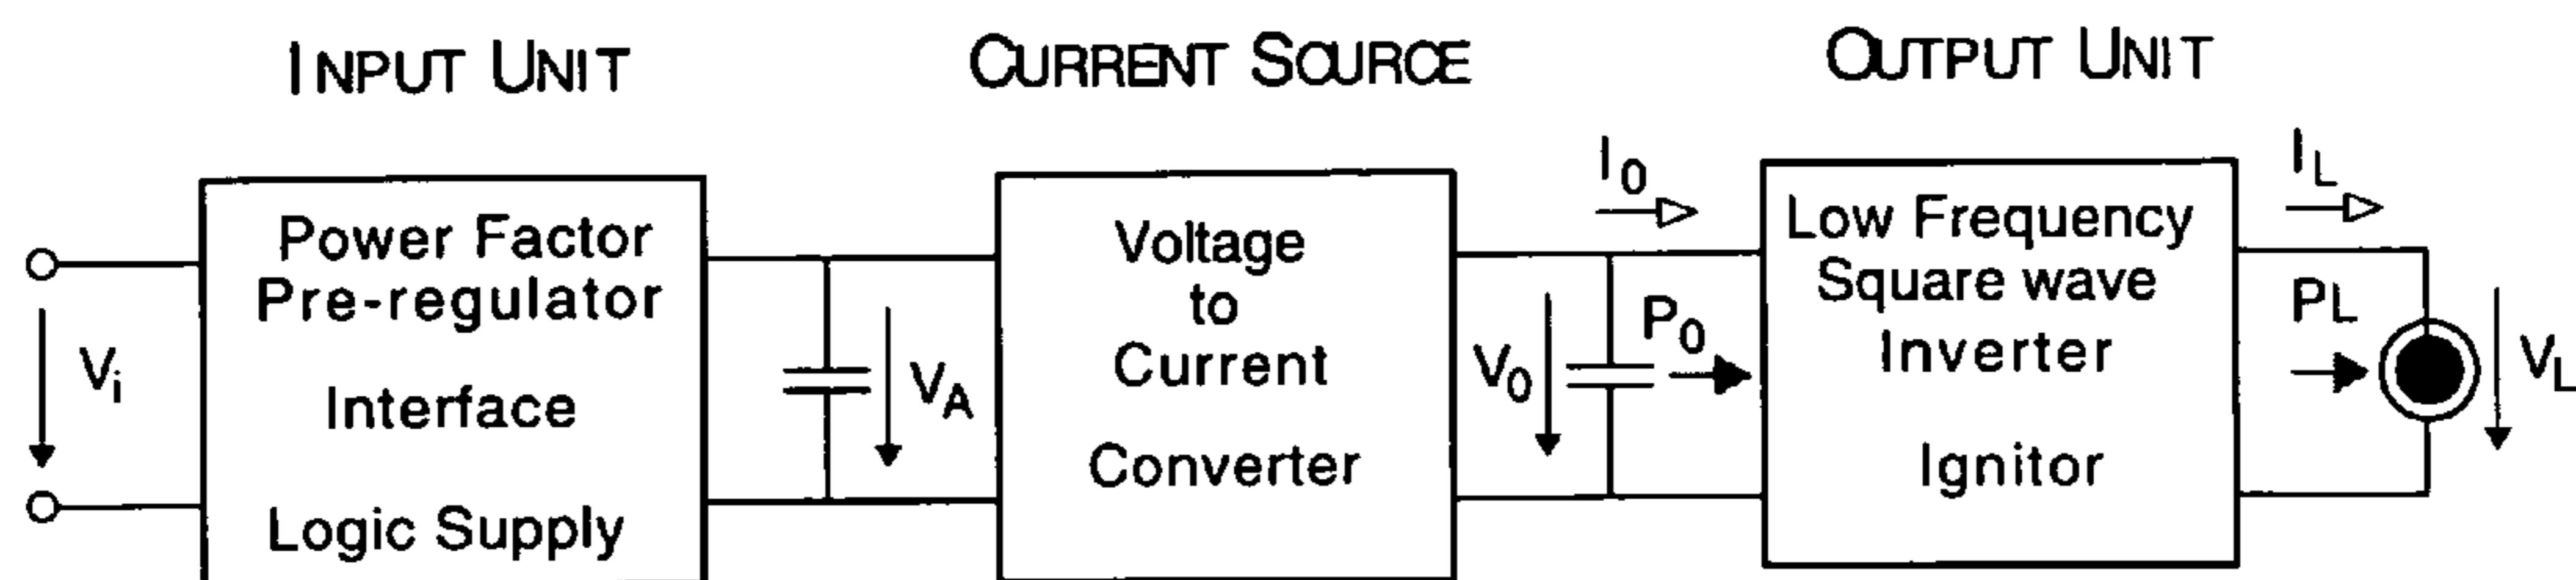 INPUT UNIT
CURRENT SOURCE
OUTPUT UNIT
Vi
Power Factor
Pre-regulator
Interface
Logic Supply
VA
Voltage
to
Current
Converter
I0
V0
P0
Low Frequency
Square wave
Inverter
Ignitor
IL
PL
VL